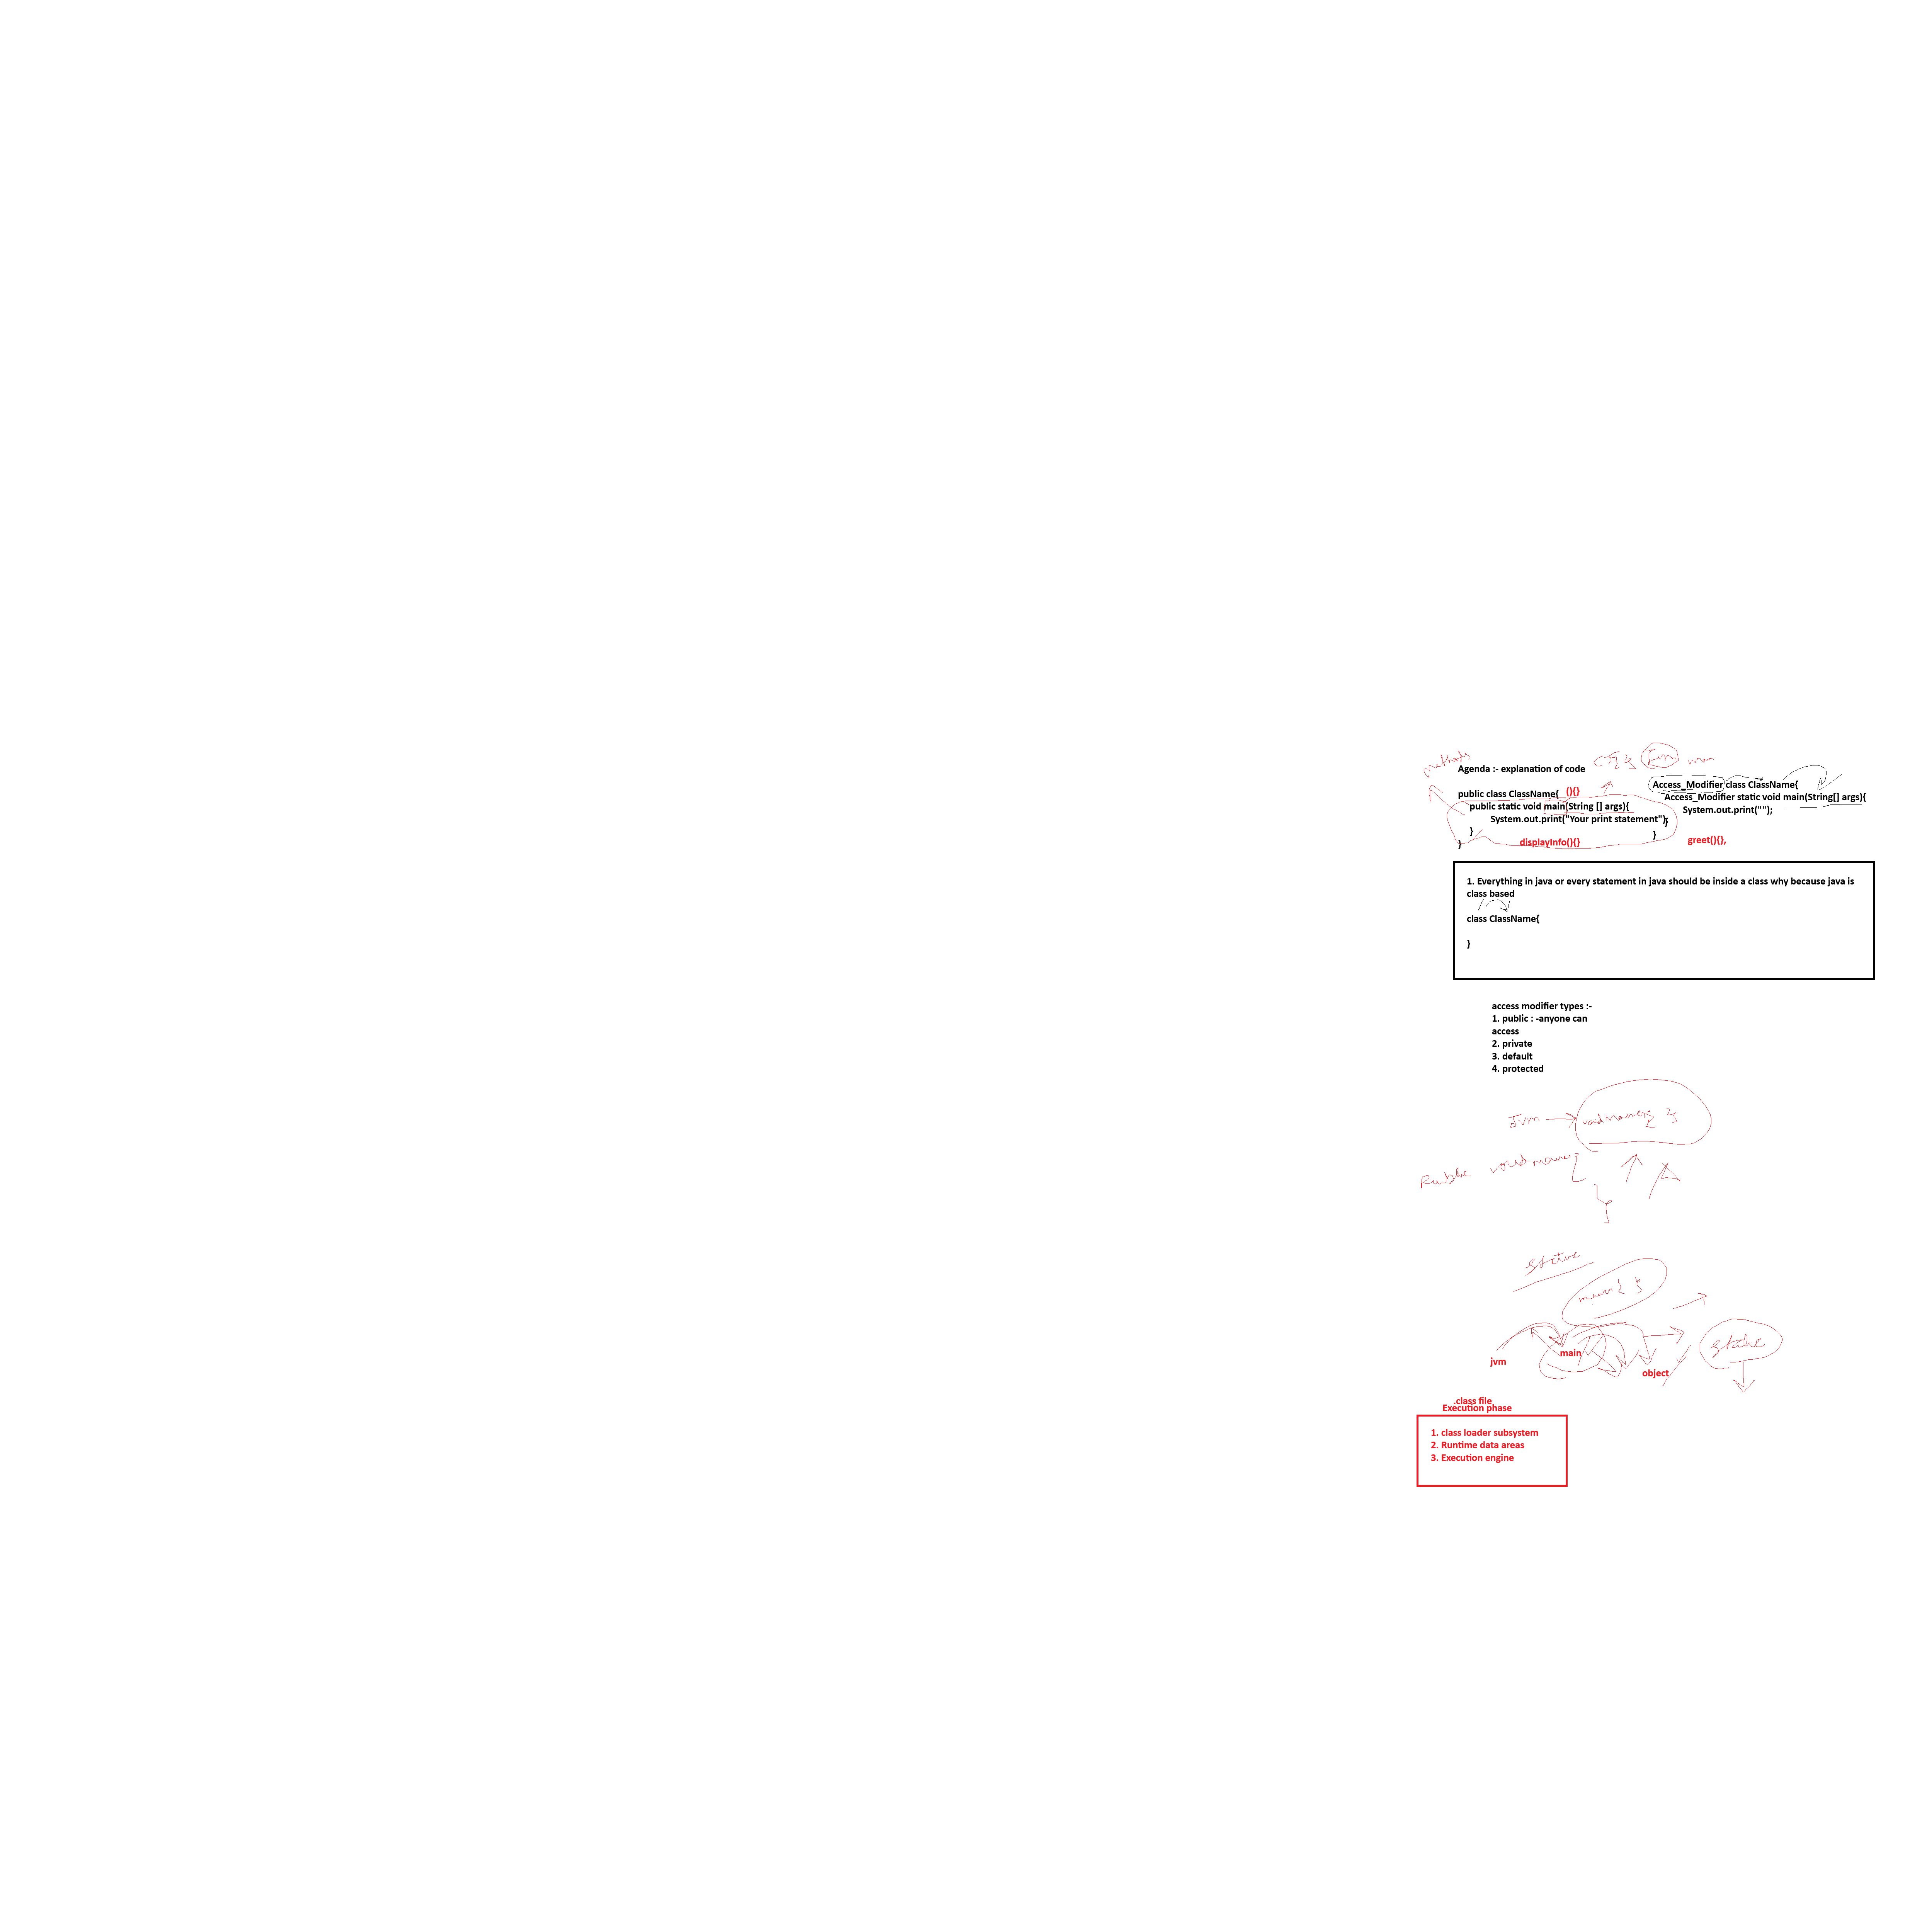 methods
Agenda :- explanation of code
Jvm
public class ClassName{ (){}
public static void main(String [] args){
System.out.print("Your print statement");
}
}
displayInfo(){}
Access_Modifier class ClassName{
Access_Modifier static void main(String[] args){
System.out.print("");
}
}
greet(){},
1. Everything in java or every statement in java should be inside a class why because java is
class based
class ClassName{
}
access modifier types :-
1. public : -anyone can
access
2. private
3. default
4. protected
Jvm
void main { }
Public void main {
}
static
main { }
jvm
main
object
static
.class file
Execution phase
1. class loader subsystem
2. Runtime data areas
3. Execution engine